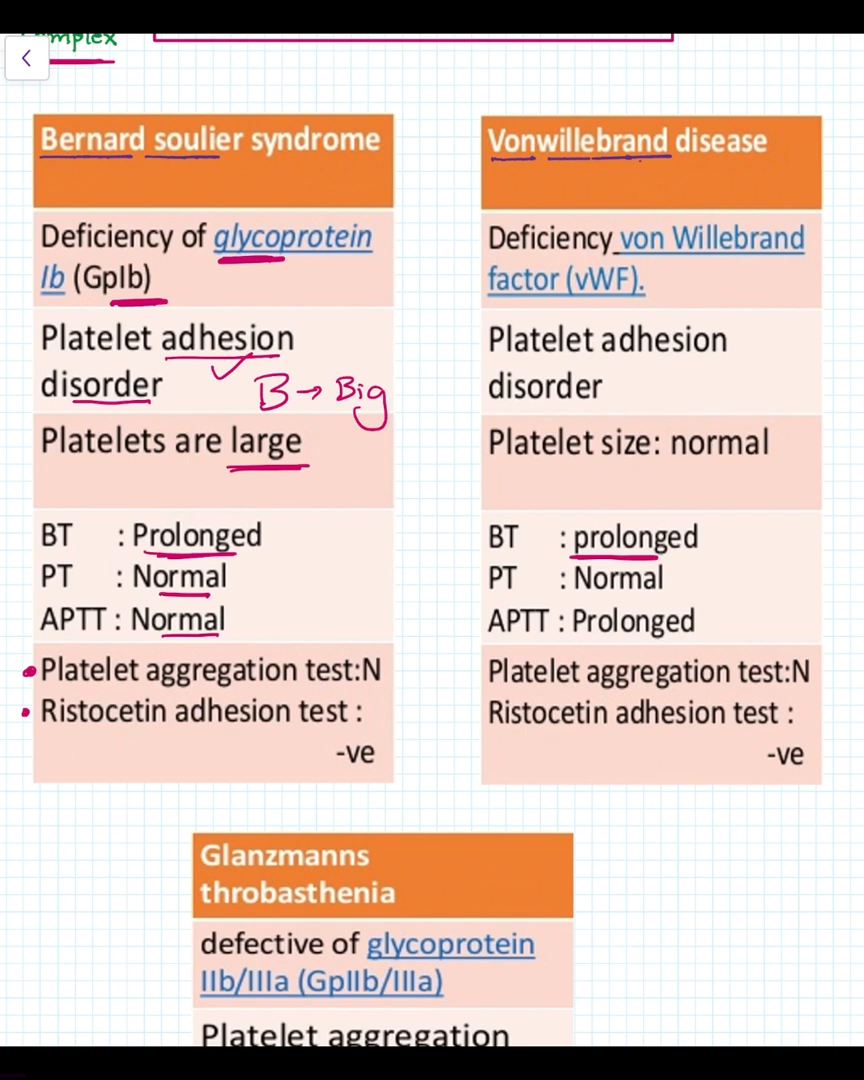 complex
Bernard soulier syndrome
Deficiency of glycoprotein
Ib (GpIb)
Platelet adhesion
disorder
B → Big
Platelets are large
BT : Prolonged
PT : Normal
APTT : Normal
Platelet aggregation test:N
Ristocetin adhesion test :
-ve
Vonwillebrand disease
Deficiency von Willebrand
factor (vWF).
Platelet adhesion
disorder
Platelet size: normal
BT : prolonged
PT : Normal
APTT : Prolonged
Platelet aggregation test:N
Ristocetin adhesion test :
-ve
Glanzmanns
throbasthenia
defective of glycoprotein
IIb/IIIa (GpIIb/IIIa)
Platelet aggregation